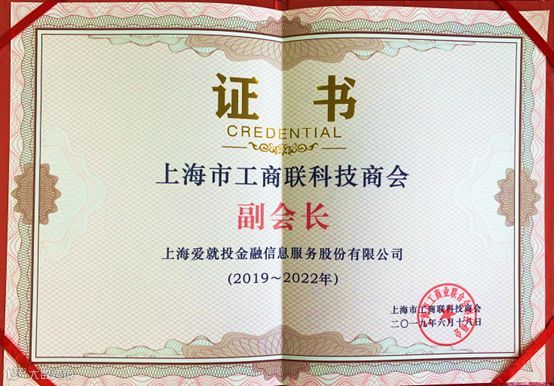 证 书
CREDENTIAL
上海市工商联科技商会
副会长
上海爱就投金融信息服务股份有限公司
(2019～2022年)
上海市工商联科技商会
二〇一九年六月十八日